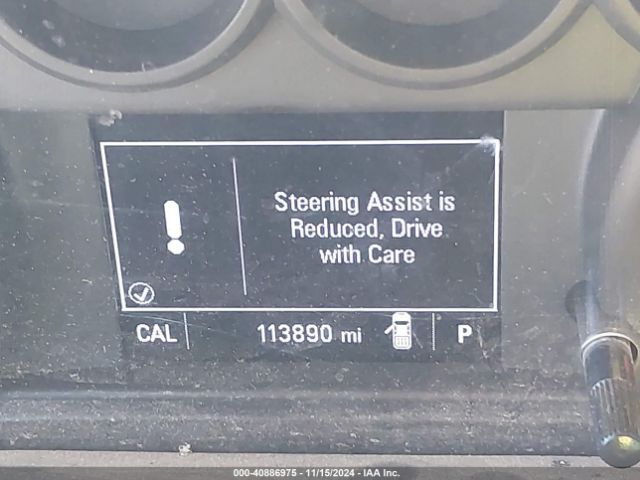 Steering Assist is
Reduced, Drive
with Care
CAL 113890 mi P
000-40886975 - 11/15/2024 - IAA Inc.